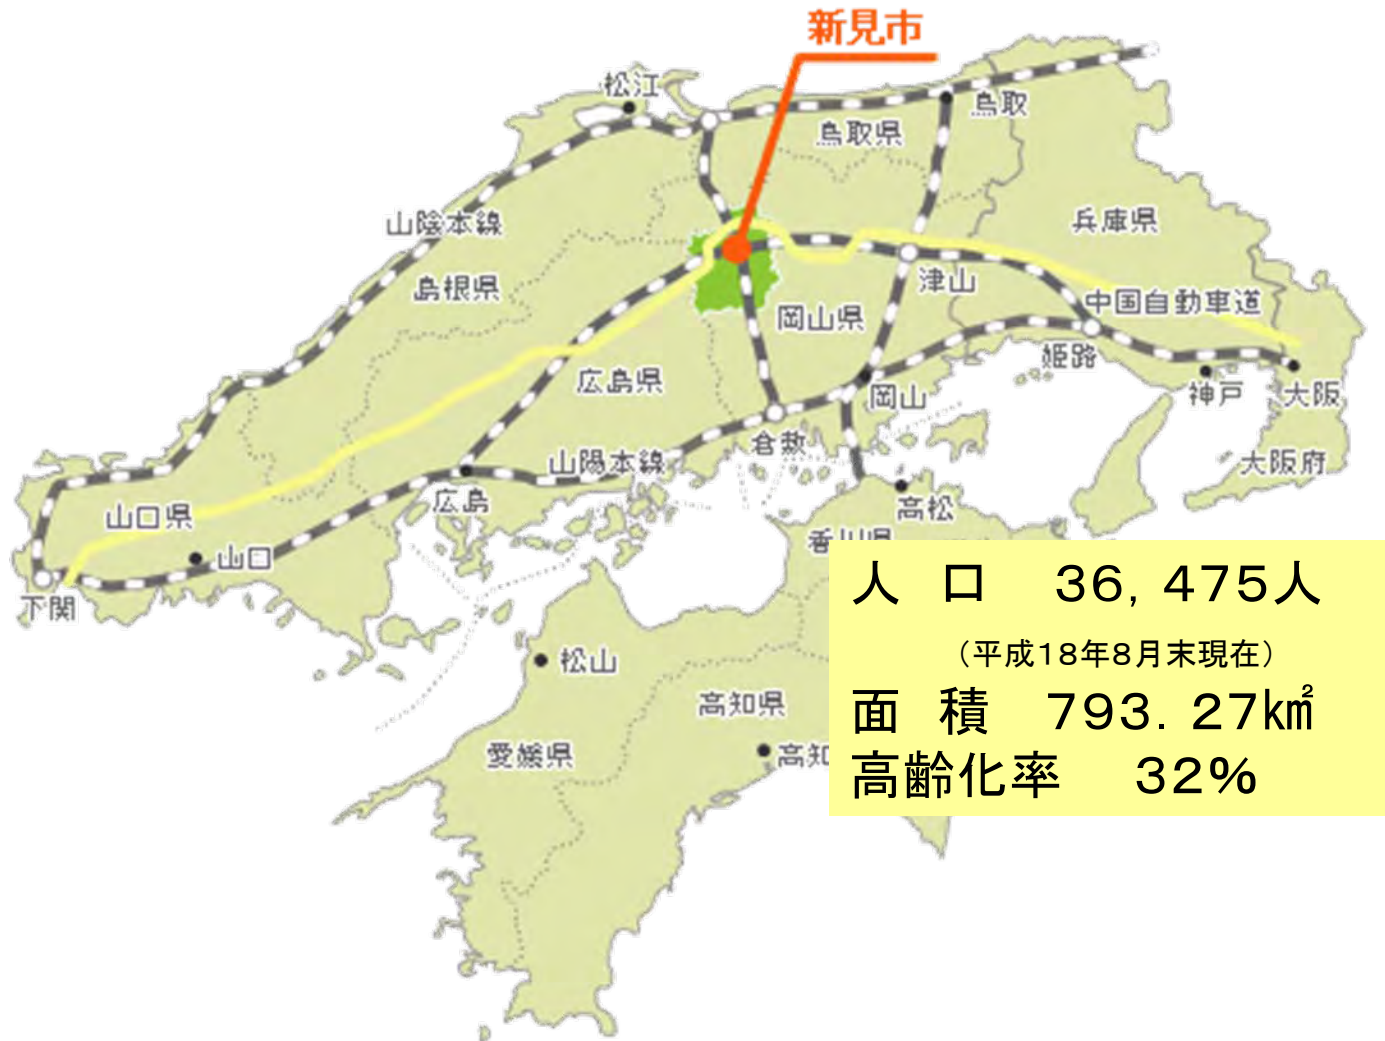 新見市
松江
鳥取
鳥取県
山陰本線
兵庫県
島根県
津山
中国自動車道
岡山県
姫路
広島県
岡山
神戸
大阪
倉敷
山陽本線
大阪府
広島
高松
山口県
香川県
山口
下関
人　口　36,475人
（平成18年8月末現在）
松山
高知県
面　積　793.27㎢
愛媛県
高知
高齢化率　32%